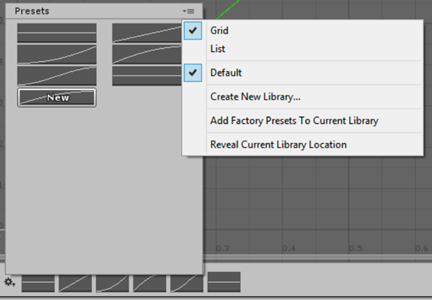 Presets
Grid
List
Default
New
Create New Library...
Add Factory Presets To Current Library
Reveal Current Library Location
0.3
0.4
0.5
0.6